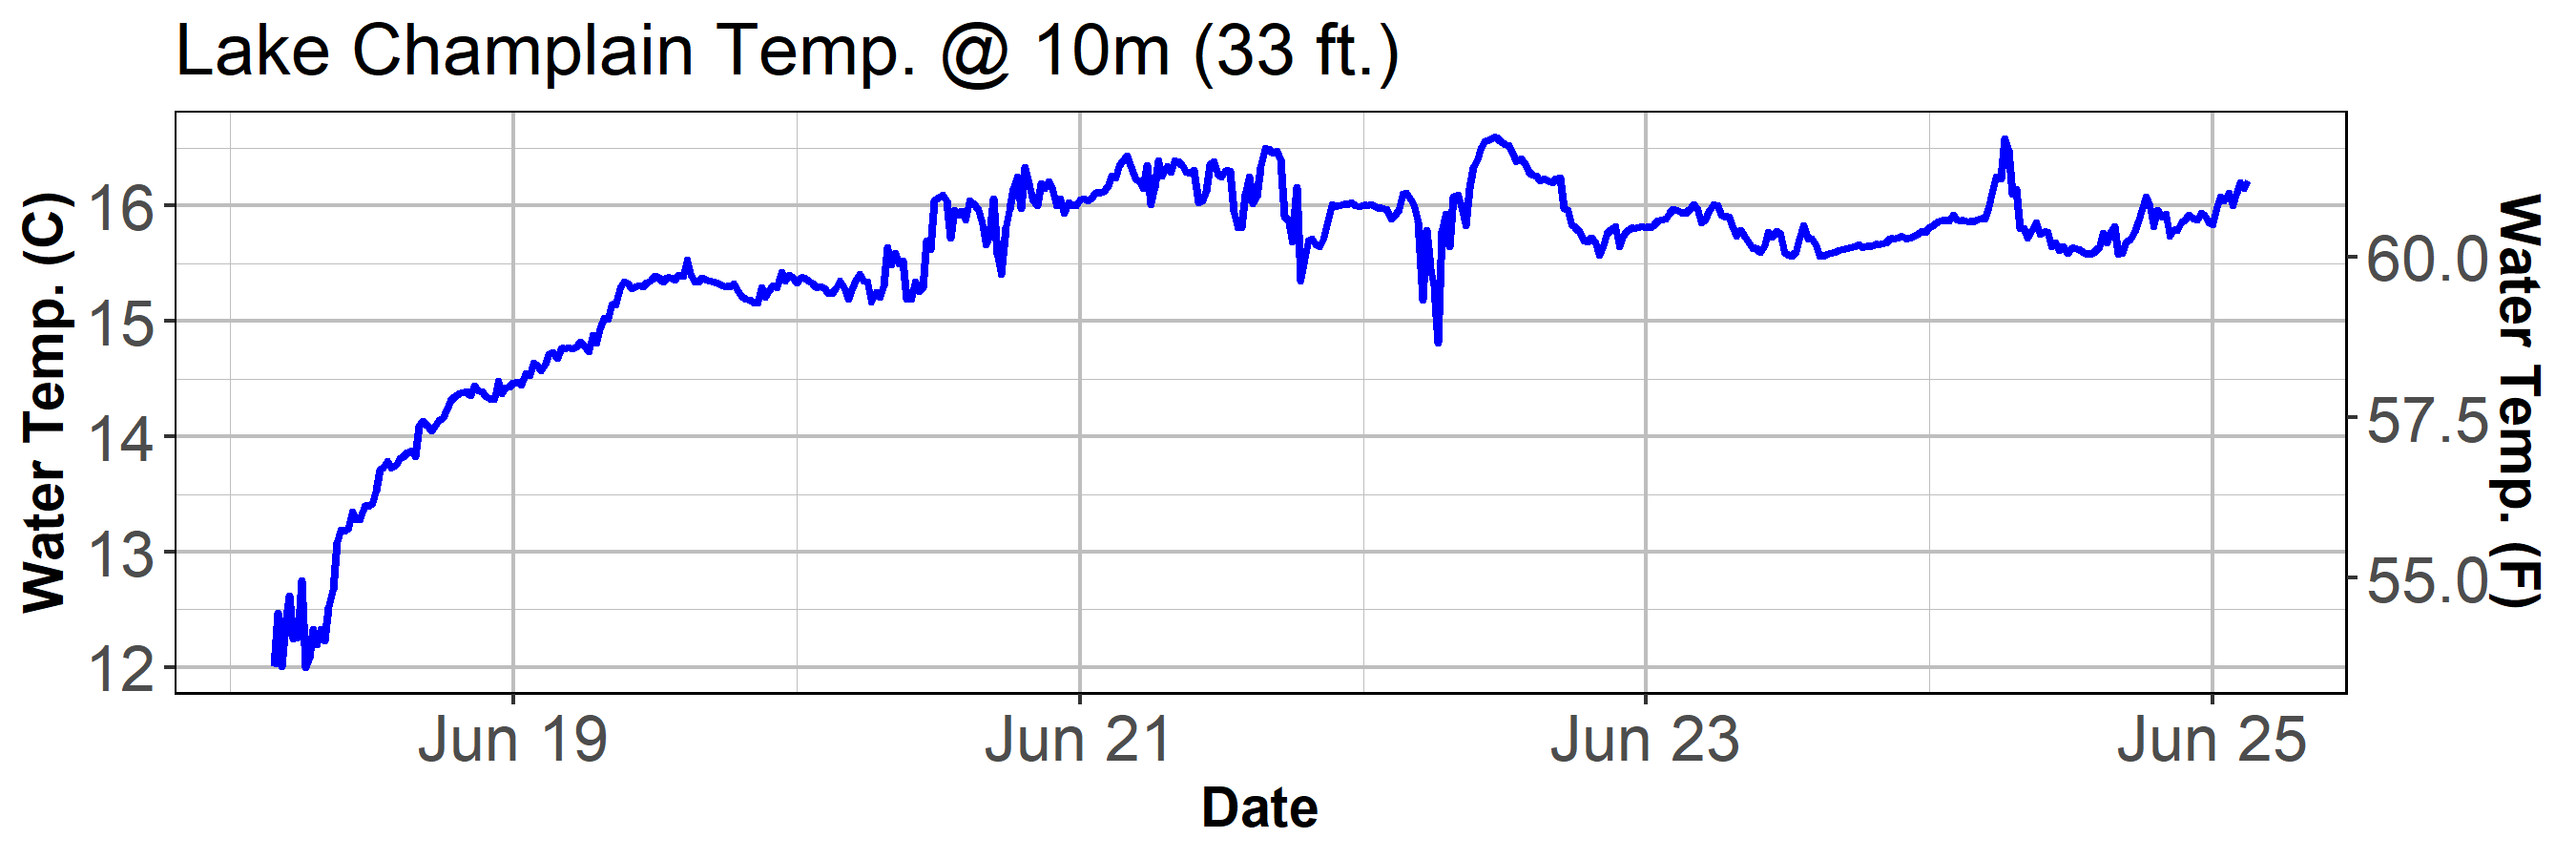 Lake Champlain Temp. @ 10m (33 ft.)
Water Temp. (C)
16
15
14
13
12
60.0
57.5
55.0
Water Temp. (F)
Jun 19 Jun 21 Jun 23 Jun 25
Date